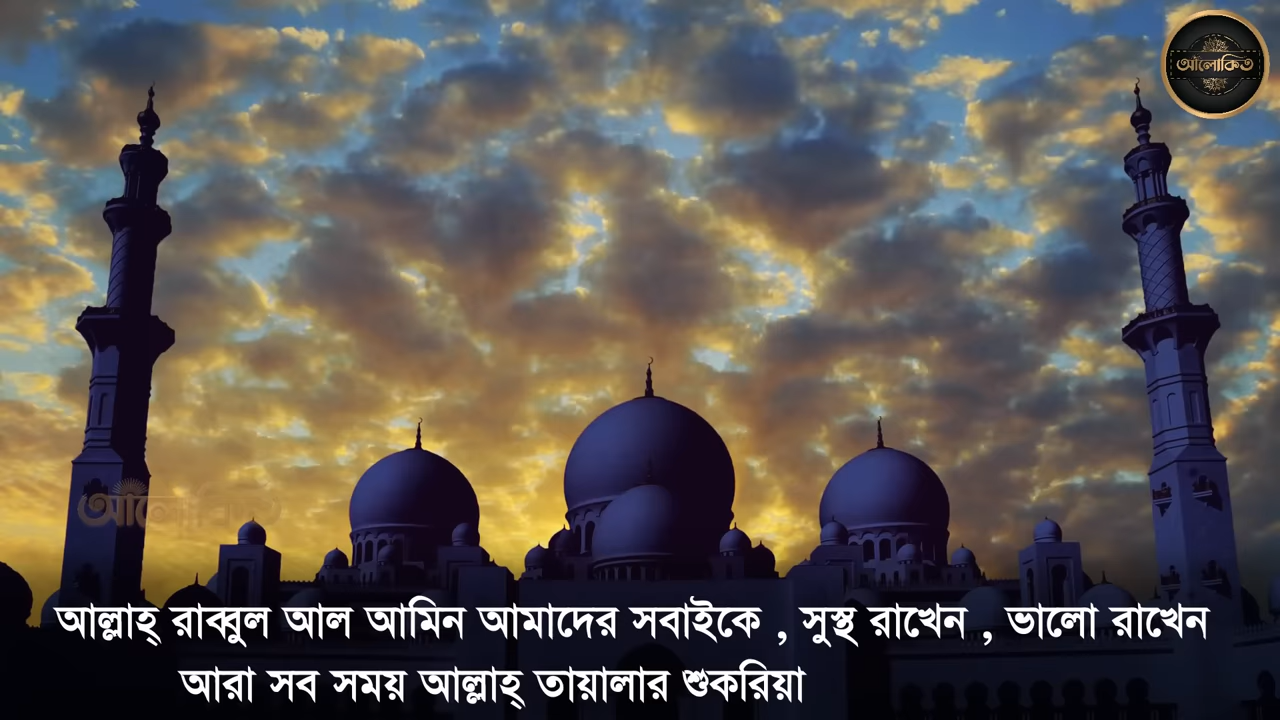 আলোকিত
আল্লাহ্ রাব্বুল আল আমিন আমাদের সবাইকে , সুস্থ রাখেন , ভালো রাখেন
আরা সব সময় আল্লাহ্ তায়ালার শুকরিয়া